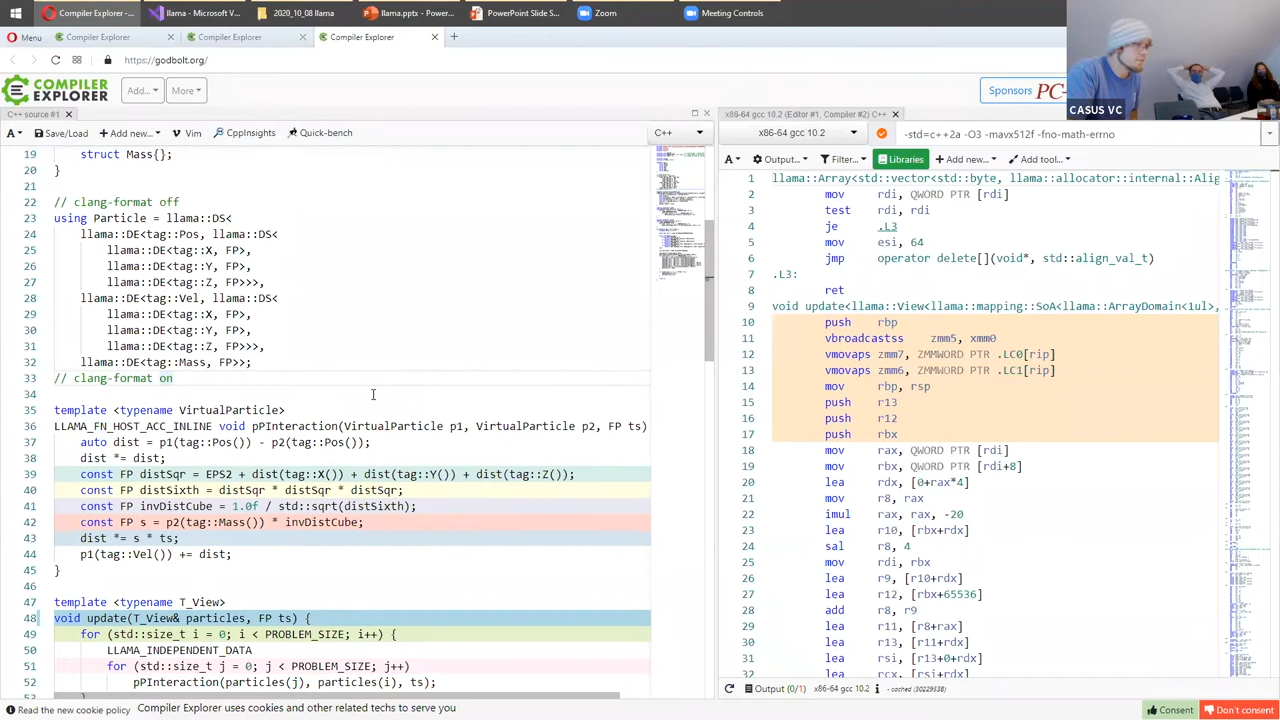 Compiler Explorer -...
llama - Microsoft V...
2020_10_08 llama
llama.pptx - Power...
PowerPoint Slide S...
Zoom
Meeting Controls
Menu
Compiler Explorer
Compiler Explorer
Compiler Explorer
https://godbolt.org/
COMPILER EXPLORER
Add...
More
Sponsors PC-
CASUS VC
C++ source #1
A Save/Load + Add new... Vim CppInsights Quick-bench
C++
19 struct Mass{};
20 }
21
22 // clang-format off
23 using Particle = llama::DS<
24 llama::DE<tag::Pos, llama::DS<
25 llama::DE<tag::X, FP>,
26 llama::DE<tag::Y, FP>,
27 llama::DE<tag::Z, FP>>>,
28 llama::DE<tag::Vel, llama::DS<
29 llama::DE<tag::X, FP>,
30 llama::DE<tag::Y, FP>,
31 llama::DE<tag::Z, FP>>>,
32 llama::DE<tag::Mass, FP>>;
33 // clang-format on
34
35 template <typename VirtualParticle>
36 LLAMA_FN_HOST_ACC_INLINE void pPInteraction(VirtualParticle p1, VirtualParticle p2, FP ts)
37 auto dist = p1(tag::Pos()) - p2(tag::Pos());
38 dist *= dist;
39 const FP distSqr = EPS2 + dist(tag::X()) + dist(tag::Y()) + dist(tag::Z());
40 const FP distSixth = distSqr * distSqr * distSqr;
41 const FP invDistCube = 1.0f / std::sqrt(distSixth);
42 const FP s = p2(tag::Mass()) * invDistCube;
43 dist *= s * ts;
44 p1(tag::Vel()) += dist;
45 }
46
47 template <typename T_View>
48 void update(T_View& particles, FP ts) {
49 for (std::size_t i = 0; i < PROBLEM_SIZE; i++) {
50 LLAMA_INDEPENDENT_DATA
51 for (std::size_t j = 0; j < PROBLEM_SIZE; j++)
52 pPInteraction(particles(j), particles(i), ts);
53 }
x86-64 gcc 10.2 (Editor #1, Compiler #2) C++
x86-64 gcc 10.2
-std=c++2a -O3 -mavx512f -fno-math-errno
A Output... Filter... Libraries + Add new... Add tool...
1 llama::Array<std::vector<std::byte, llama::allocator::internal::Alig
2 mov rdi, QWORD PTR [rdi]
3 test rdi, rdi
4 je .L3
5 mov esi, 64
6 jmp operator delete[](void*, std::align_val_t)
7 .L3:
8 ret
9 void update<llama::View<llama::mapping::SoA<llama::ArrayDomain<1ul>,
10 push rbp
11 vbroadcastss zmm5, xmm0
12 vmovaps zmm7, ZMMWORD PTR .LC0[rip]
13 vmovaps zmm6, ZMMWORD PTR .LC1[rip]
14 mov rbp, rsp
15 push r13
16 push r12
17 push rbx
18 mov rax, QWORD PTR [rdi]
19 mov rbx, QWORD PTR [rdi+8]
20 lea rdx, [0+rax*4]
21 mov r8, rax
22 imul rax, rax, -20
23 lea r10, [rbx+rdx]
24 sal r8, 4
25 mov rdi, rbx
26 lea r9, [r10+rdx]
27 lea r12, [rbx+65536]
28 add r8, r9
29 lea r11, [r8+rax]
30 lea r13, [r11+rdx]
31 lea rsi, [r13+0+rdx]
32 lea rcx, [rsi+rdx]
Output (0/1) x86-64 gcc 10.2 - cached (30229538)
Read the new cookie policy
Compiler Explorer uses cookies and other related techs to serve you
Consent
Don't consent